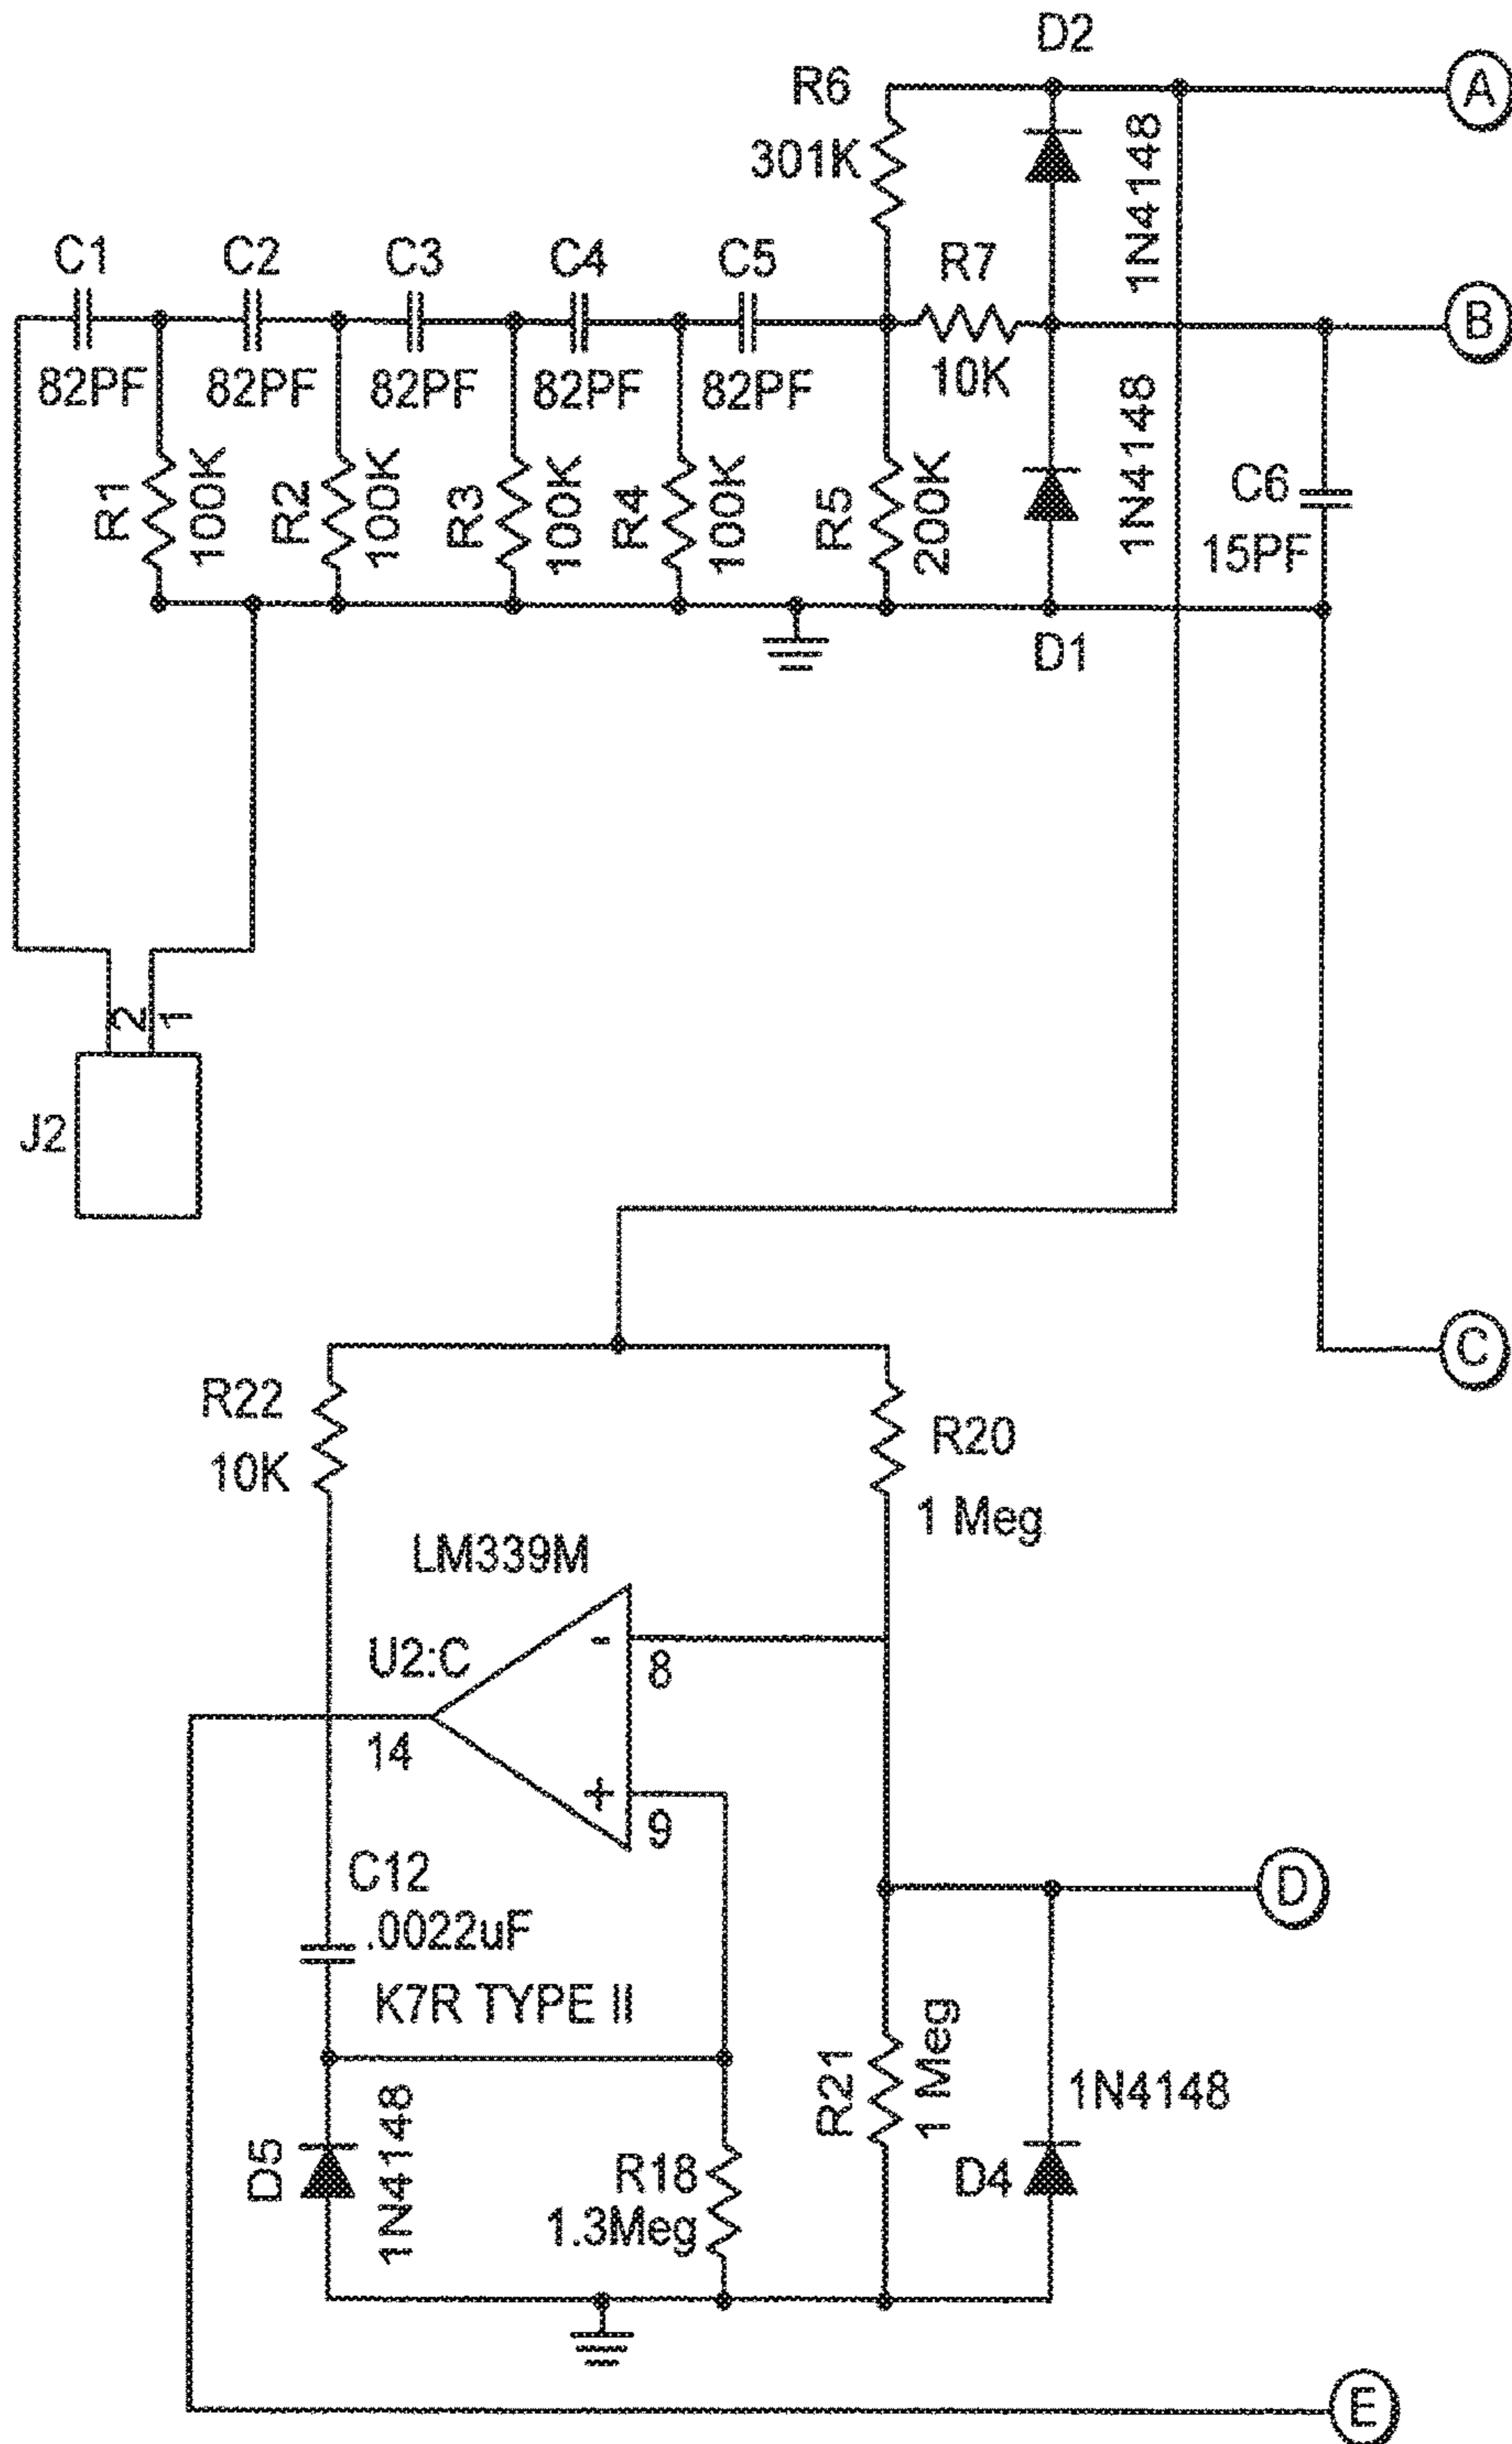 D2
A
R6
301K
1N4148
C1
C2
C3
C4
C5
R7
B
82PF
82PF
82PF
82PF
82PF
10K
1N4148
R1
100K
R2
100K
R3
100K
R4
100K
R5
200K
C6
15PF
D1
2
1
J2
C
R22
10K
R20
1 Meg
LM339M
U2:C
-
8
14
+
9
C12
.0022uF
D
K7R TYPE II
R21
1 Meg
1N4148
D5
1N4148
R18
1.3Meg
D4
E